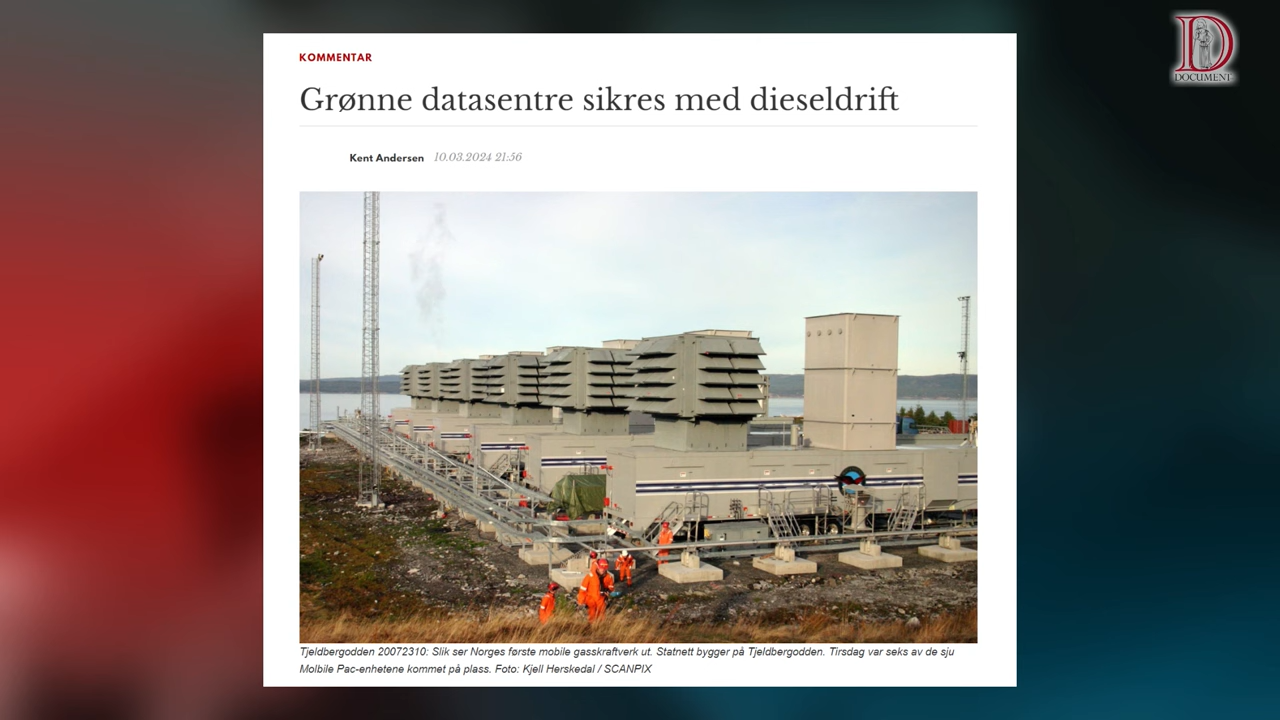 DOCUMENT
KOMMENTAR
Grønne datasentre sikres med dieseldrift
Kent Andersen 10.03.2024 21:56
Tjeldbergodden 20072310: Slik ser Norges første mobile gasskraftverk ut. Statnett bygger på Tjeldbergodden. Tirsdag var seks av de sju
Molbile Pac-enhetene kommet på plass. Foto: Kjell Herskedal / SCANPIX